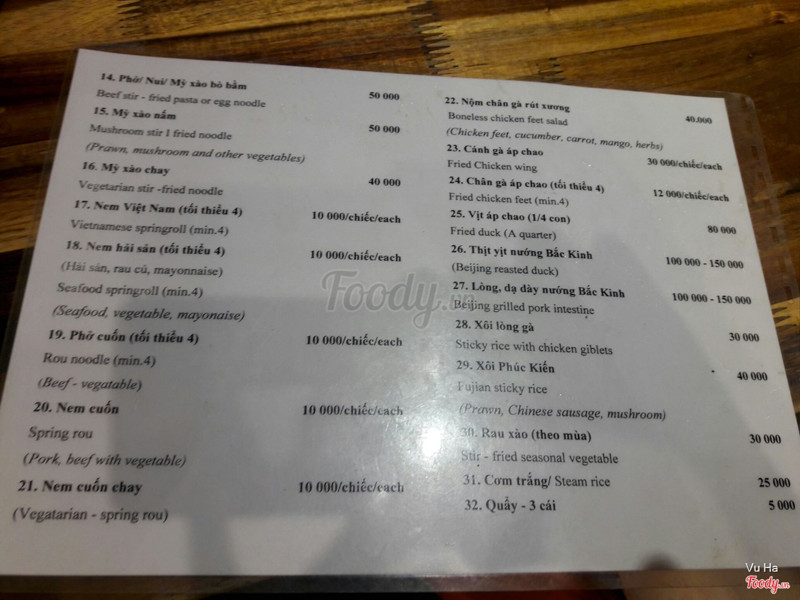 14. Phở/ Nui/ Mỳ xào bò bằm 50 000
Beef stir - fried pasta or egg noodle
15. Mỳ xào nấm 50 000
Mushroom stir I fried noodle
(Prawn, mushroom and other vegetables)
16. Mỳ xào chay 40 000
Vegetarian stir -fried noodle
17. Nem Việt Nam (tối thiểu 4) 10 000/chiếc/each
Vietnamese springroll (min.4)
18. Nem hải sản (tối thiểu 4) 10 000/chiếc/each
(Hải sản, rau củ, mayonnaise)
Seafood springroll (min.4)
(Seafood, vegetable, mayonaise)
19. Phở cuốn (tối thiểu 4) 10 000/chiếc/each
Rou noodle (min.4)
(Beef - vegatable)
20. Nem cuốn 10 000/chiếc/each
Spring rou
(Pork, beef with vegetable)
21. Nem cuốn chay 10 000/chiếc/each
(Vegatarian - spring rou)
22. Nộm chân gà rút xương 40.000
Boneless chicken feet salad
(Chicken feet, cucumber, carrot, mango, herbs)
23. Cánh gà áp chao 30 000/chiếc/each
Fried Chicken wing
24. Chân gà áp chao (tối thiểu 4) 12 000/chiếc/each
Fried chicken feet (min.4)
25. Vịt áp chao (1/4 con) 80 000
Fried duck (A quarter)
26. Thịt vịt nướng Bắc Kinh 100 000 - 150 000
(Beijing reasted duck)
27. Lòng, dạ dày nướng Bắc Kinh 100 000 - 150 000
Beijing grilled pork intestine
28. Xôi lòng gà 30 000
Sticky rice with chicken giblets
29. Xôi Phúc Kiến 40 000
Fujian sticky rice
(Prawn, Chinese sausage, mushroom)
30. Rau xào (theo mùa) 30 000
Stir - fried seasonal vegetable
31. Cơm trắng/ Steam rice 25 000
32. Quẩy - 3 cái 5 000
Foody.vn
Vu Ha
Foody.vn